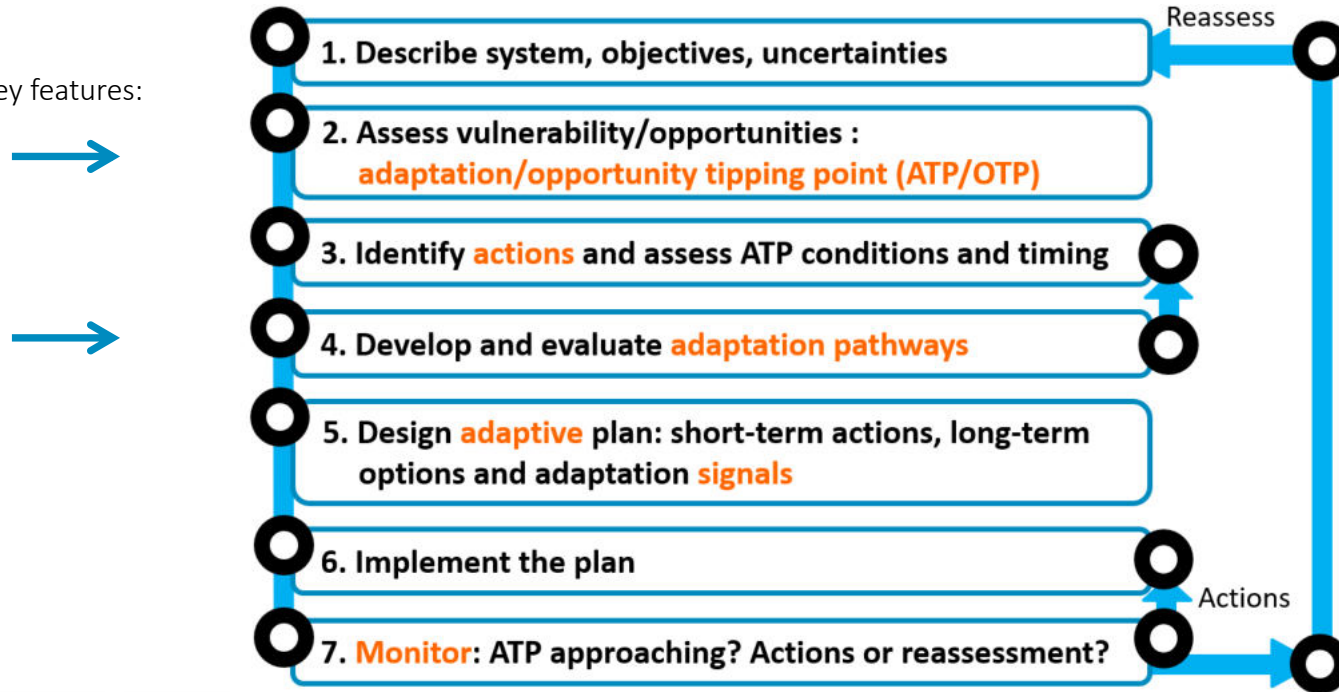 Reassess
1. Describe system, objectives, uncertainties
ey features:
2. Assess vulnerability/opportunities :
adaptation/opportunity tipping point (ATP/OTP)
3. Identify actions and assess ATP conditions and timing
4. Develop and evaluate adaptation pathways
5. Design adaptive plan: short-term actions, long-term
options and adaptation signals
6. Implement the plan
Actions
7. Monitor: ATP approaching? Actions or reassessment?